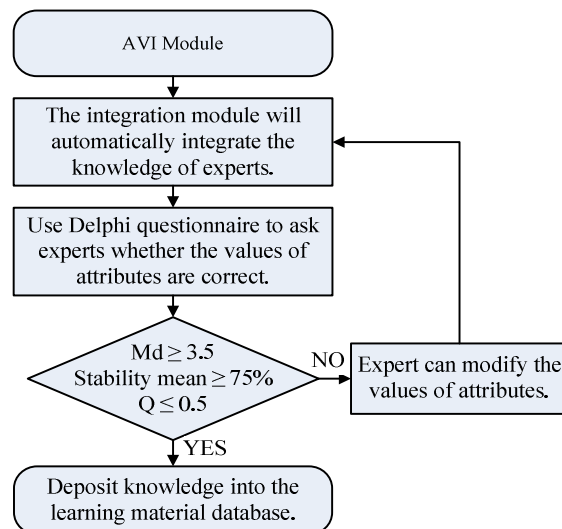 AVI Module
The integration module will
automatically integrate the
knowledge of experts.
Use Delphi questionnaire to ask
experts whether the values of
attributes are correct.
Md ≥ 3.5
Stability mean ≥ 75%
Q ≤ 0.5
NO
Expert can modify the
values of attributes.
YES
Deposit knowledge into the
learning material database.